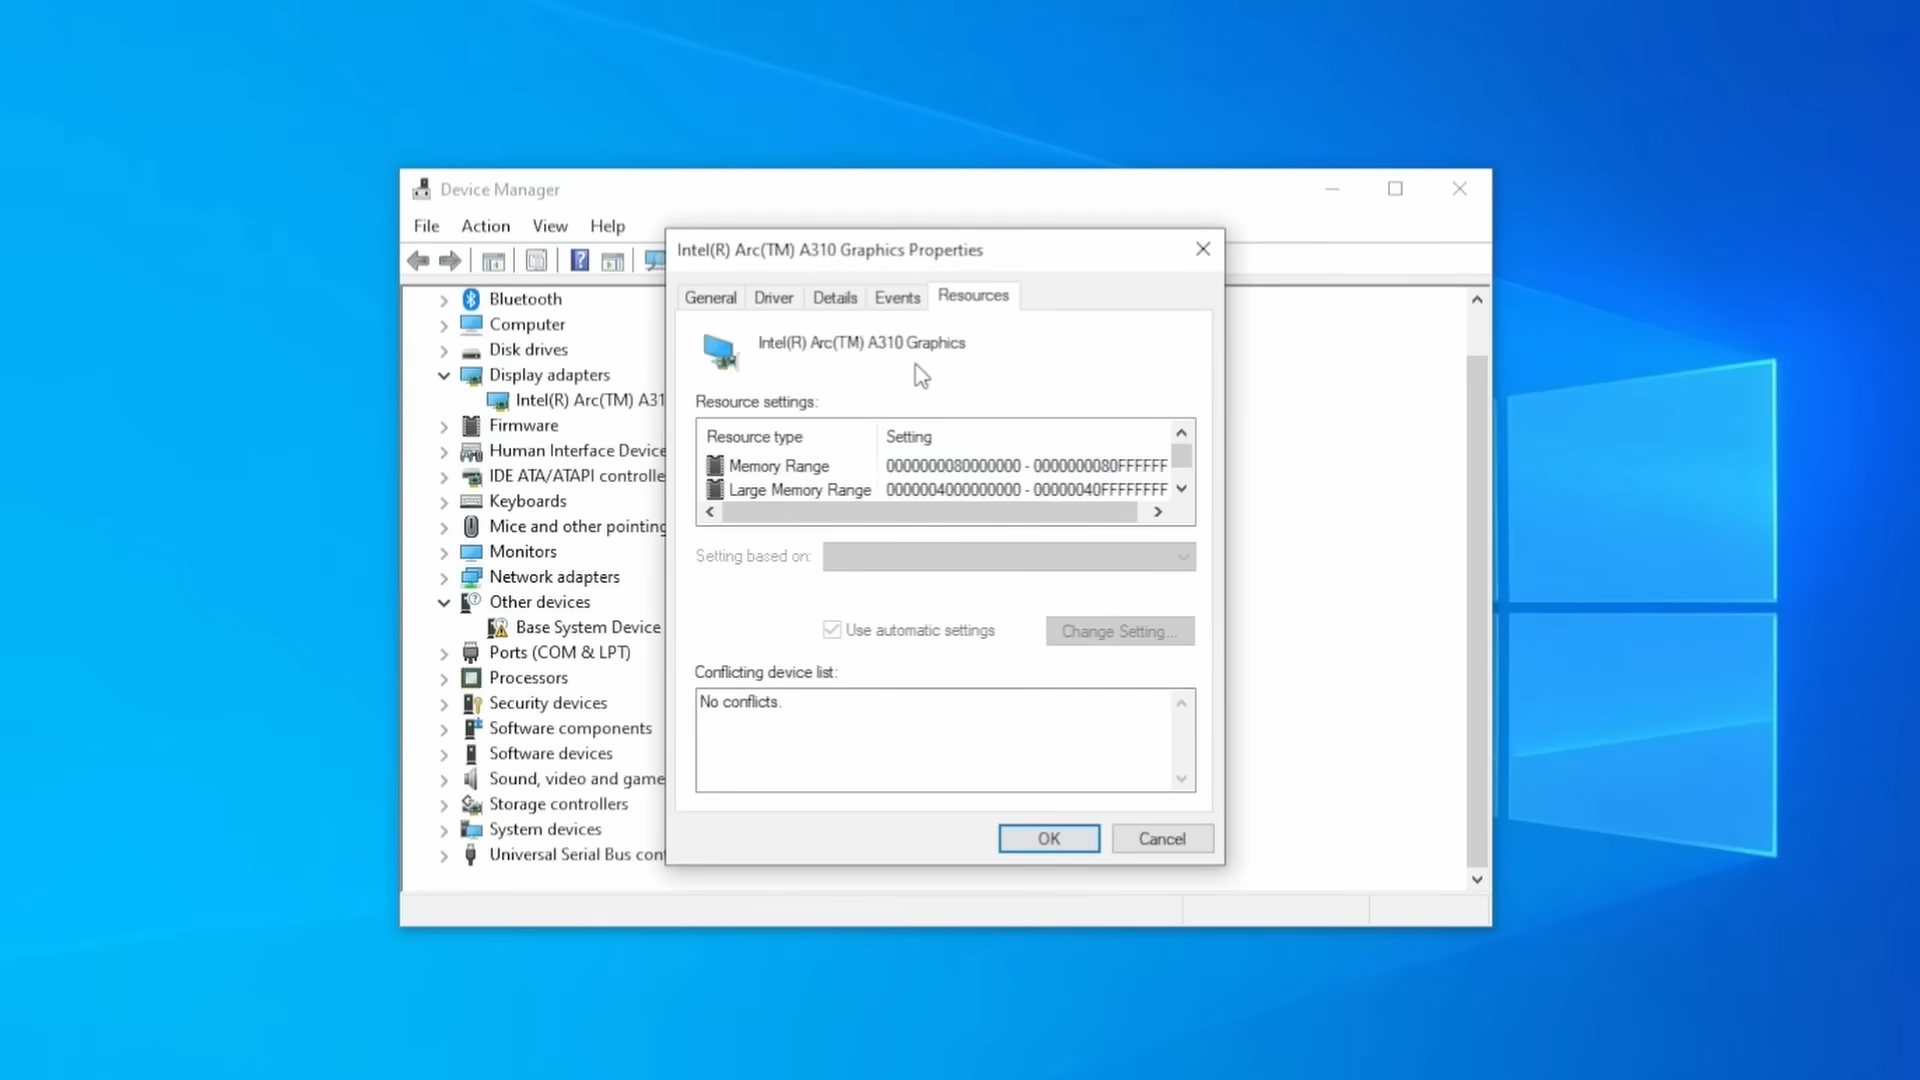 Device Manager
File Action View Help
Bluetooth
Computer
Disk drives
Display adapters
Intel(R) Arc(TM) A31
Firmware
Human Interface Device
IDE ATA/ATAPI controlle
Keyboards
Mice and other pointing
Monitors
Network adapters
Other devices
Base System Device
Ports (COM & LPT)
Processors
Security devices
Software components
Software devices
Sound, video and game
Storage controllers
System devices
Universal Serial Bus con
Intel(R) Arc(TM) A310 Graphics Properties
General Driver Details Events Resources
Intel(R) Arc(TM) A310 Graphics
Resource settings:
Resource type Setting
Memory Range 0000000080000000 - 0000000080FFFFFF
Large Memory Range 0000004000000000 - 00000040FFFFFFFF
Setting based on:
Use automatic settings Change Setting...
Conflicting device list:
No conflicts.
OK Cancel